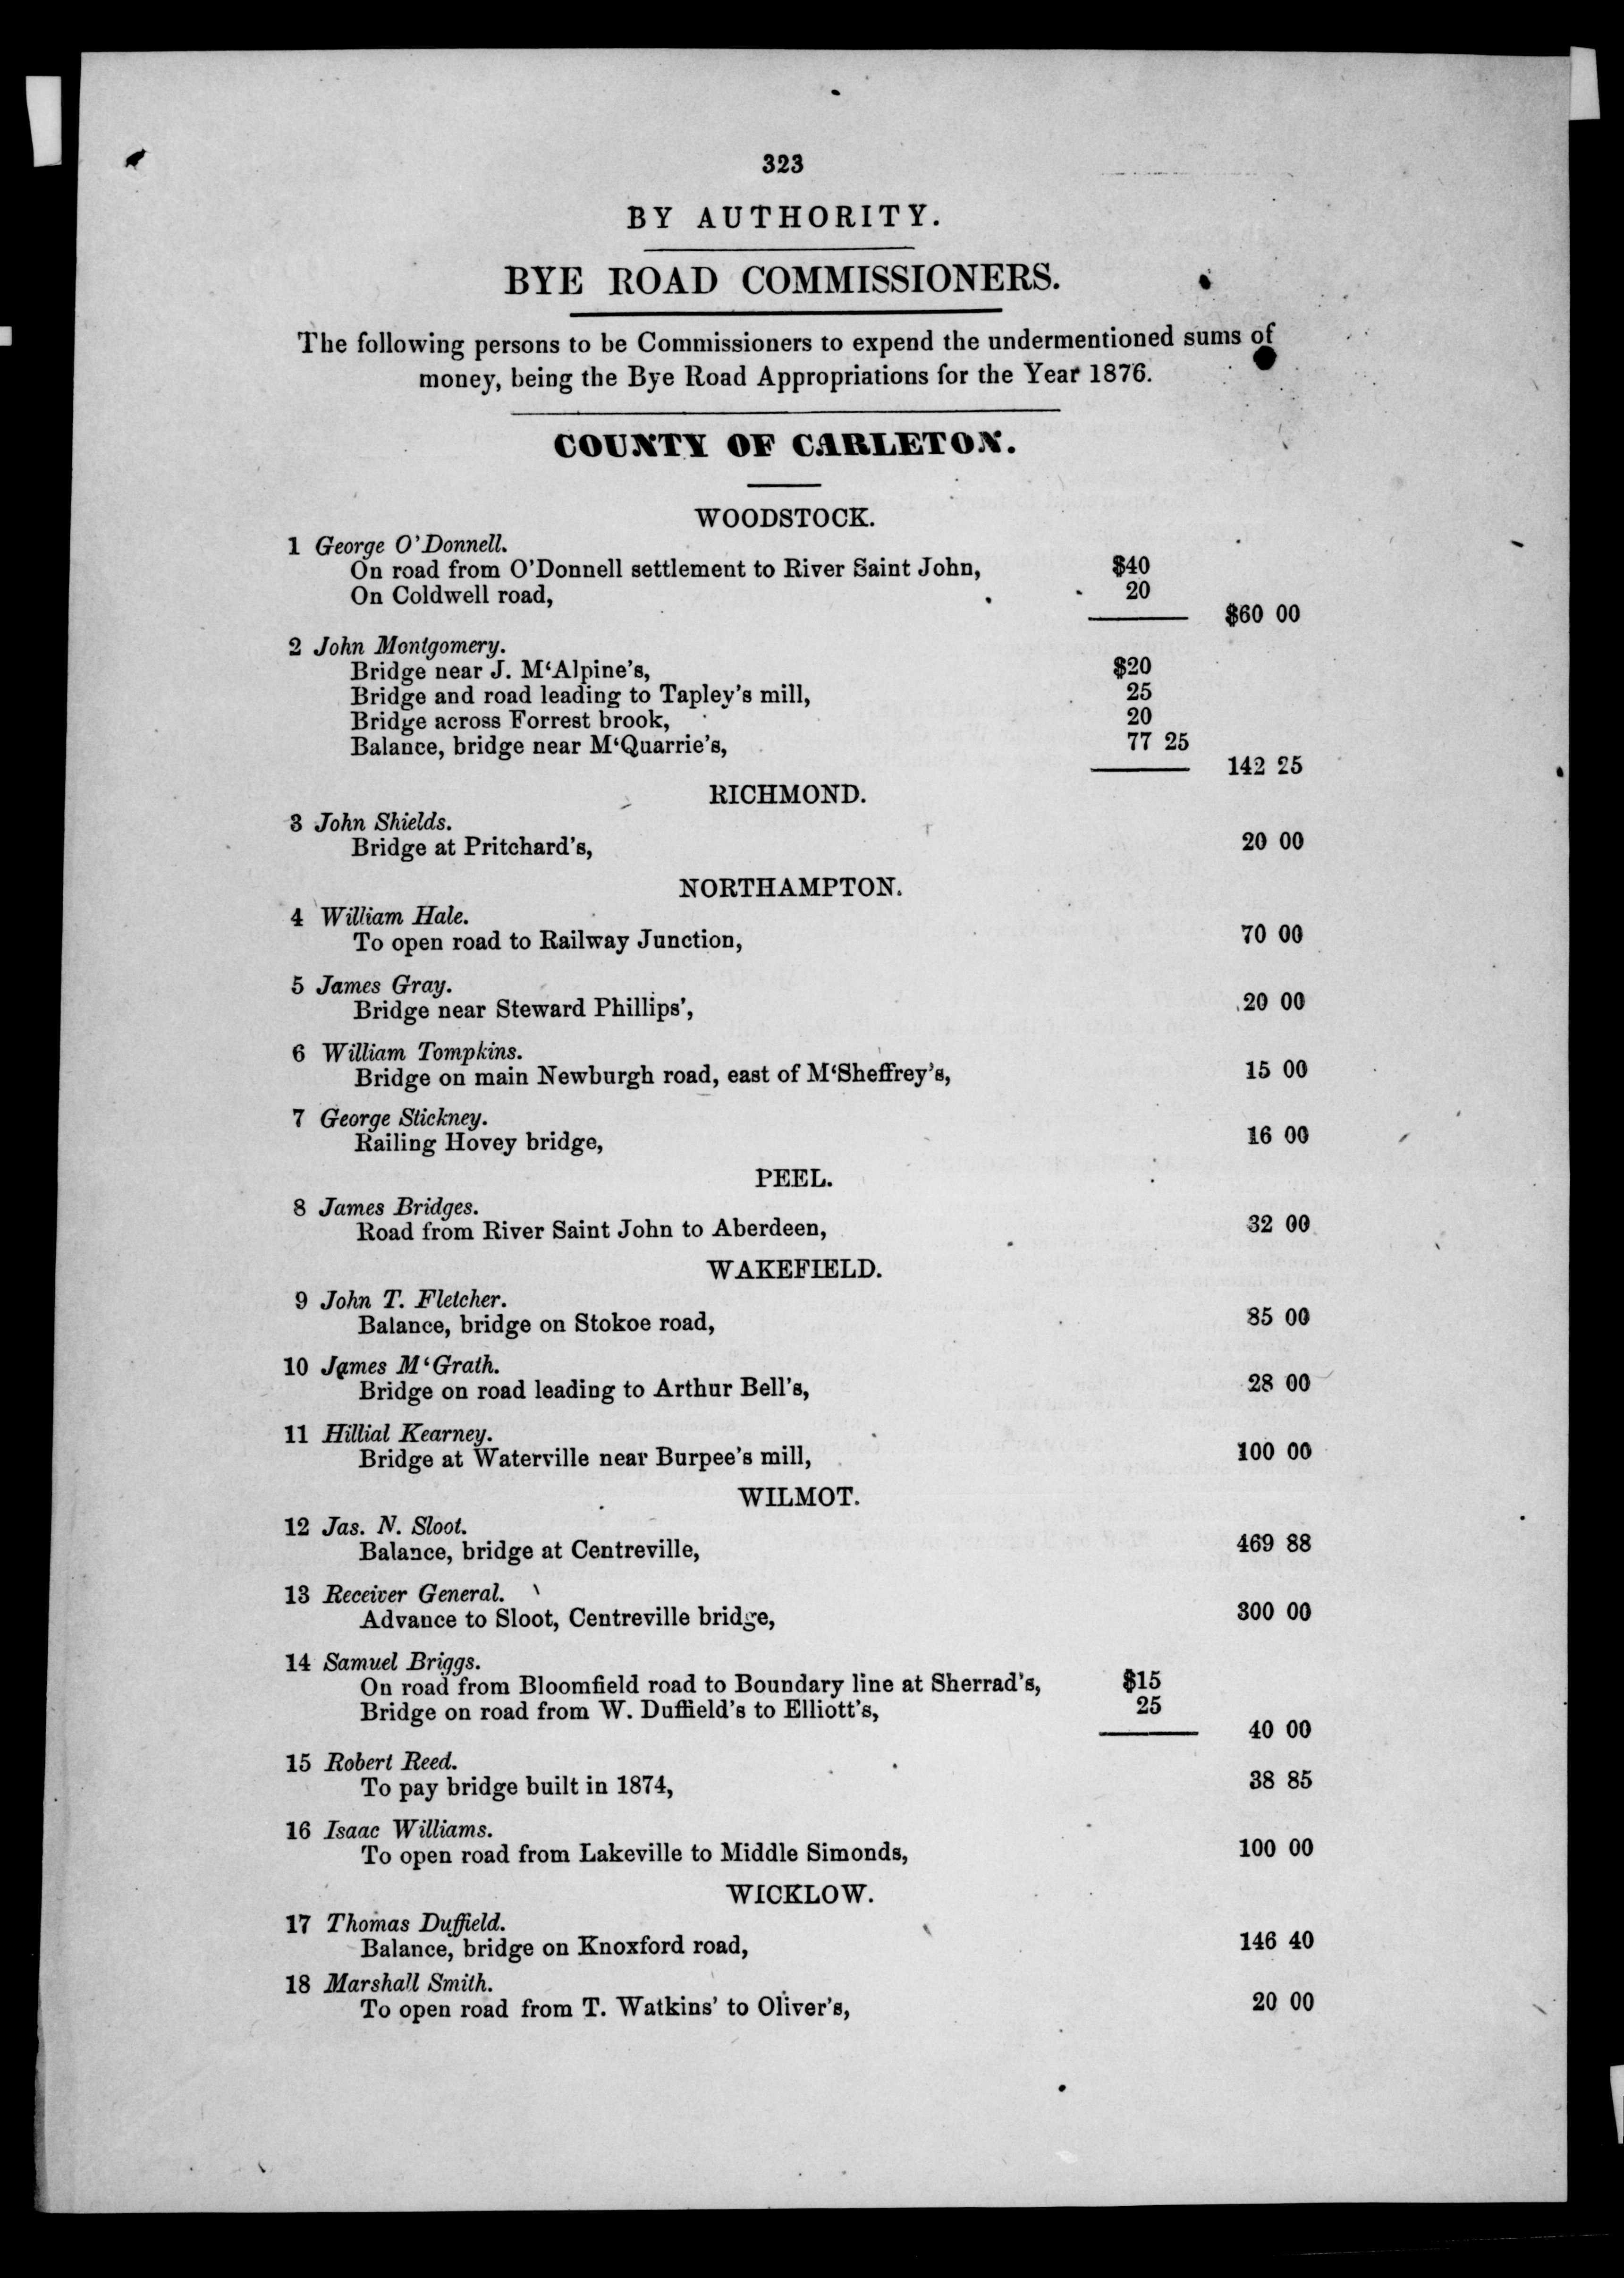 323
BY AUTHORITY.
BYE ROAD COMMISSIONERS.
The following persons to be Commissioners to expend the undermentioned sums of
money, being the Bye Road Appropriations for the Year 1876.
COUNTY OF CARLETON.
WOODSTOCK.
1 George O'Donnell.
On road from O'Donnell settlement to River Saint John, $40
On Coldwell road, 20
$60 00
2 John Montgomery.
Bridge near J. M‘Alpine's, $20
Bridge and road leading to Tapley's mill, 25
Bridge across Forrest brook, 20
Balance, bridge near M‘Quarrie's, 77 25
142 25
RICHMOND.
3 John Shields.
Bridge at Pritchard's, 20 00
NORTHAMPTON.
4 William Hale.
To open road to Railway Junction, 70 00
5 James Gray.
Bridge near Steward Phillips', 20 00
6 William Tompkins.
Bridge on main Newburgh road, east of M‘Sheffrey's, 15 00
7 George Stickney.
Railing Hovey bridge, 16 00
PEEL.
8 James Bridges.
Road from River Saint John to Aberdeen, 32 00
WAKEFIELD.
9 John T. Fletcher.
Balance, bridge on Stokoe road, 85 00
10 James M‘Grath.
Bridge on road leading to Arthur Bell's, 28 00
11 Hillial Kearney.
Bridge at Waterville near Burpee's mill, 100 00
WILMOT.
12 Jas. N. Sloot.
Balance, bridge at Centreville, 469 88
13 Receiver General.
Advance to Sloot, Centreville bridge, 300 00
14 Samuel Briggs.
On road from Bloomfield road to Boundary line at Sherrad's, $15
Bridge on road from W. Duffield's to Elliott's, 25
40 00
15 Robert Reed.
To pay bridge built in 1874, 38 85
16 Isaac Williams.
To open road from Lakeville to Middle Simonds, 100 00
WICKLOW.
17 Thomas Duffield.
Balance, bridge on Knoxford road, 146 40
18 Marshall Smith.
To open road from T. Watkins' to Oliver's, 20 00